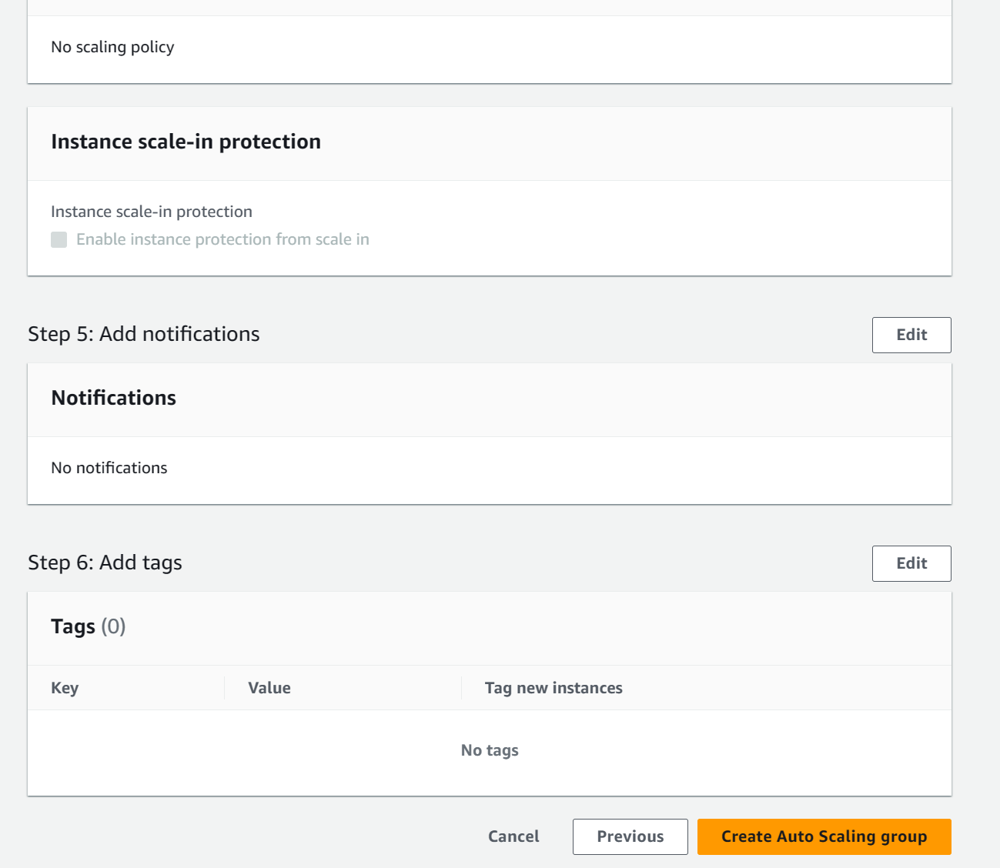 No scaling policy
Instance scale-in protection
Instance scale-in protection
Enable instance protection from scale in
Step 5: Add notifications
Edit
Notifications
No notifications
Step 6: Add tags
Edit
Tags (0)
Key Value Tag new instances
No tags
Cancel Previous Create Auto Scaling group